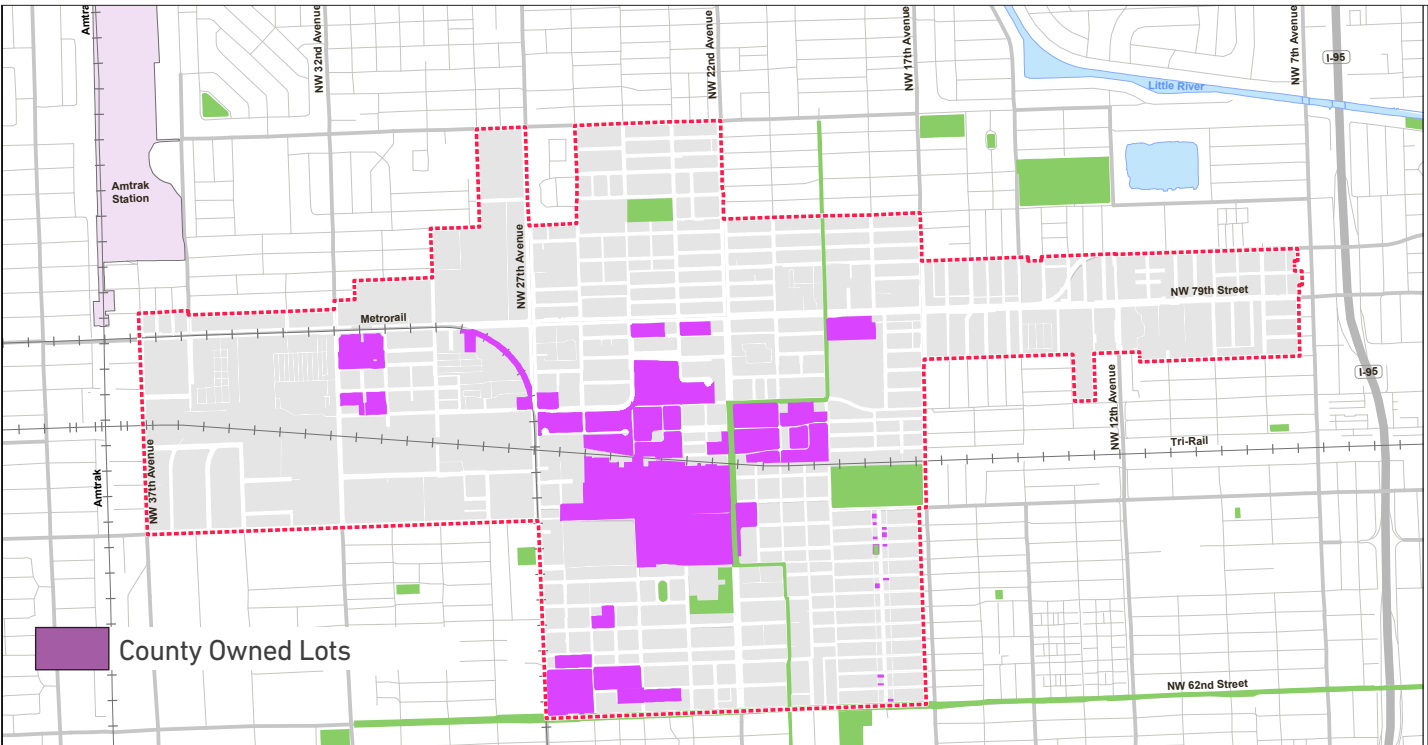 Amtra
NW 32nd Avenue
NW 22nd Avenue
NW 17th Avenue
NW 7th Avenue
I-95
Little River
Amtrak
Station
NW 27th Avenue
NW 79th Street
Metrorail
I-95
NW 12th Avenue
Tri-Rail
NW 37th Avenue
Amtrak
County Owned Lots
NW 62nd Street